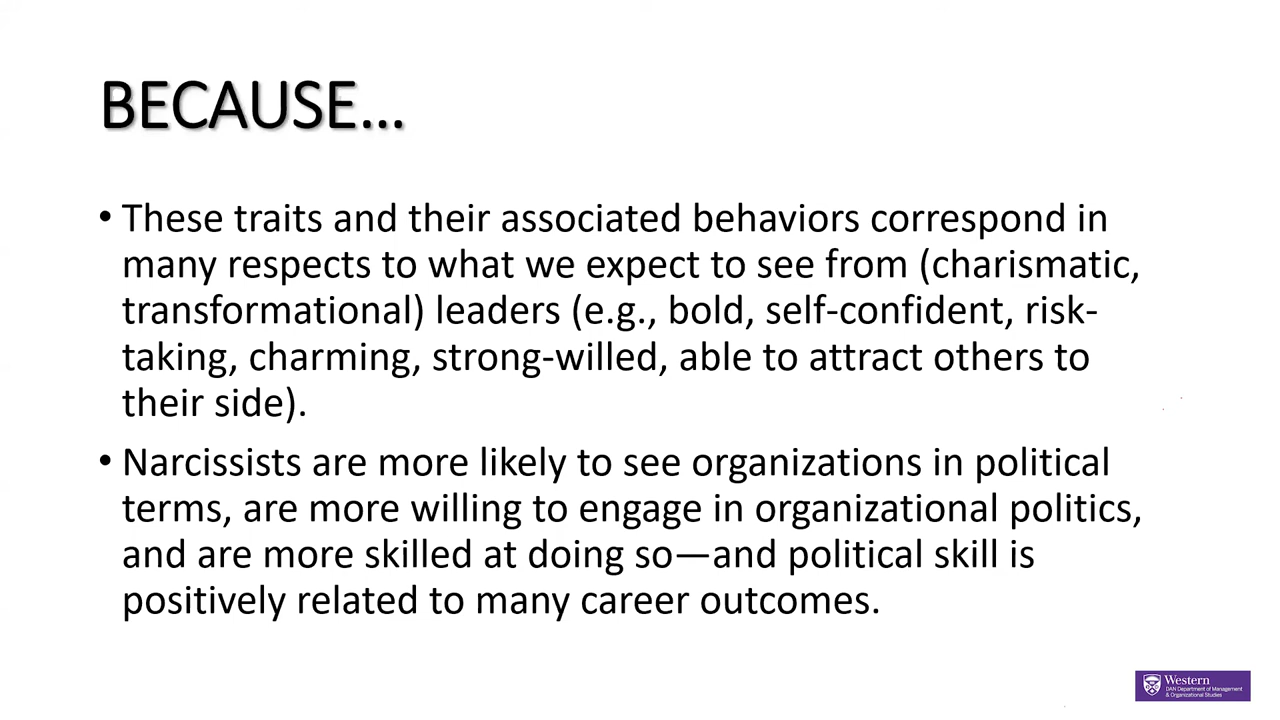 BECAUSE…
• These traits and their associated behaviors correspond in
many respects to what we expect to see from (charismatic,
transformational) leaders (e.g., bold, self-confident, risk-
taking, charming, strong-willed, able to attract others to
their side).
• Narcissists are more likely to see organizations in political
terms, are more willing to engage in organizational politics,
and are more skilled at doing so—and political skill is
positively related to many career outcomes.
Western
DAN Department of Management
& Organizational Studies